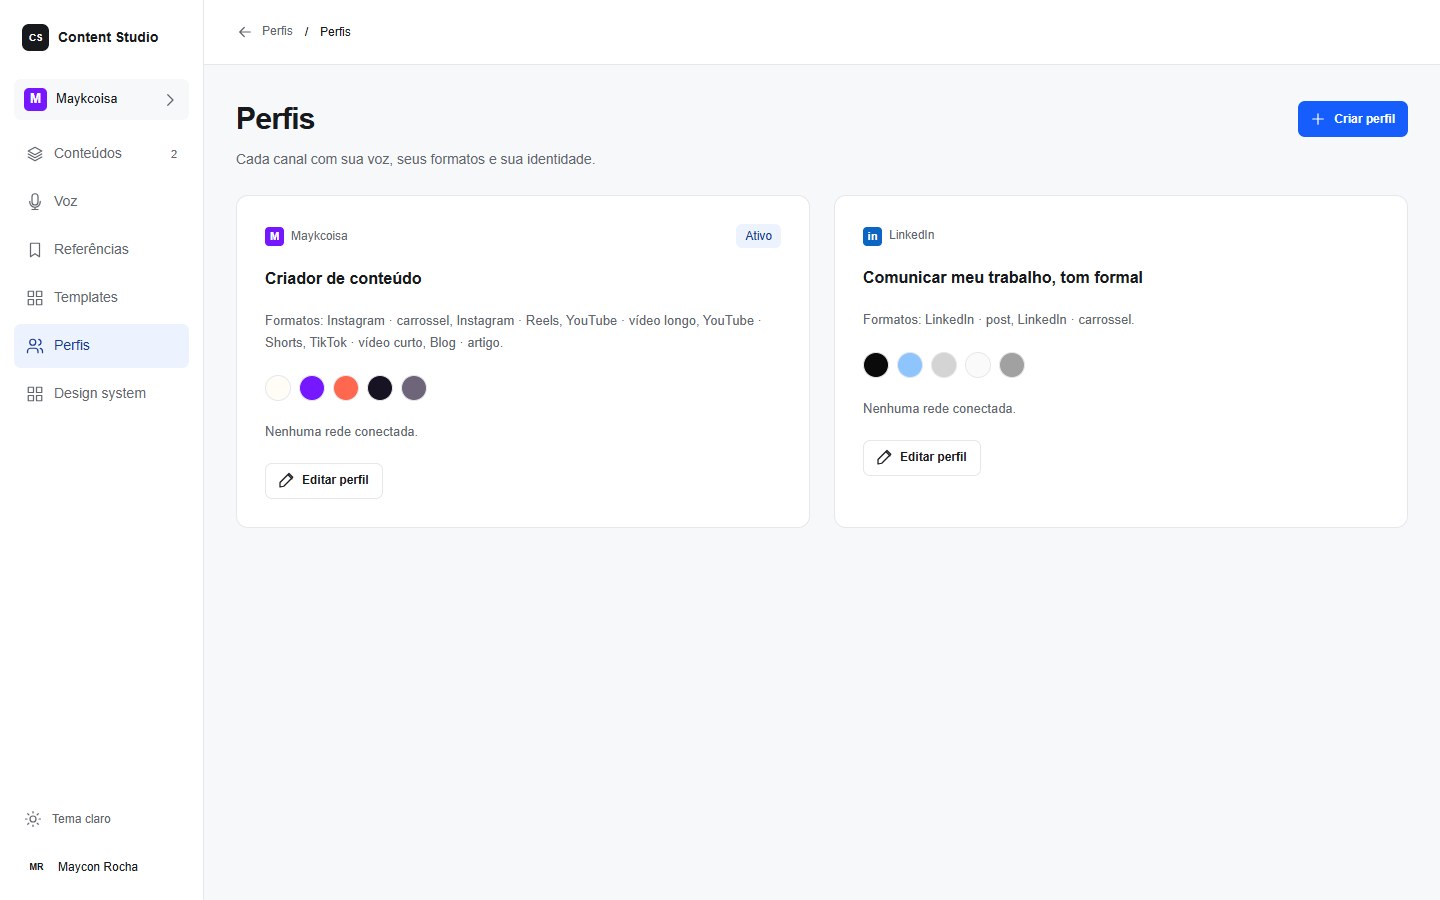 CS Content Studio
M Maykcoisa
Conteúdos 2
Voz
Referências
Templates
Perfis
Design system
Tema claro
MR Maycon Rocha
Perfis / Perfis
Perfis
Criar perfil
Cada canal com sua voz, seus formatos e sua identidade.
M Maykcoisa
Ativo
Criador de conteúdo
Formatos: Instagram · carrossel, Instagram · Reels, YouTube · vídeo longo, YouTube ·
Shorts, TikTok · vídeo curto, Blog · artigo.
Nenhuma rede conectada.
Editar perfil
in LinkedIn
Comunicar meu trabalho, tom formal
Formatos: LinkedIn · post, LinkedIn · carrossel.
Nenhuma rede conectada.
Editar perfil